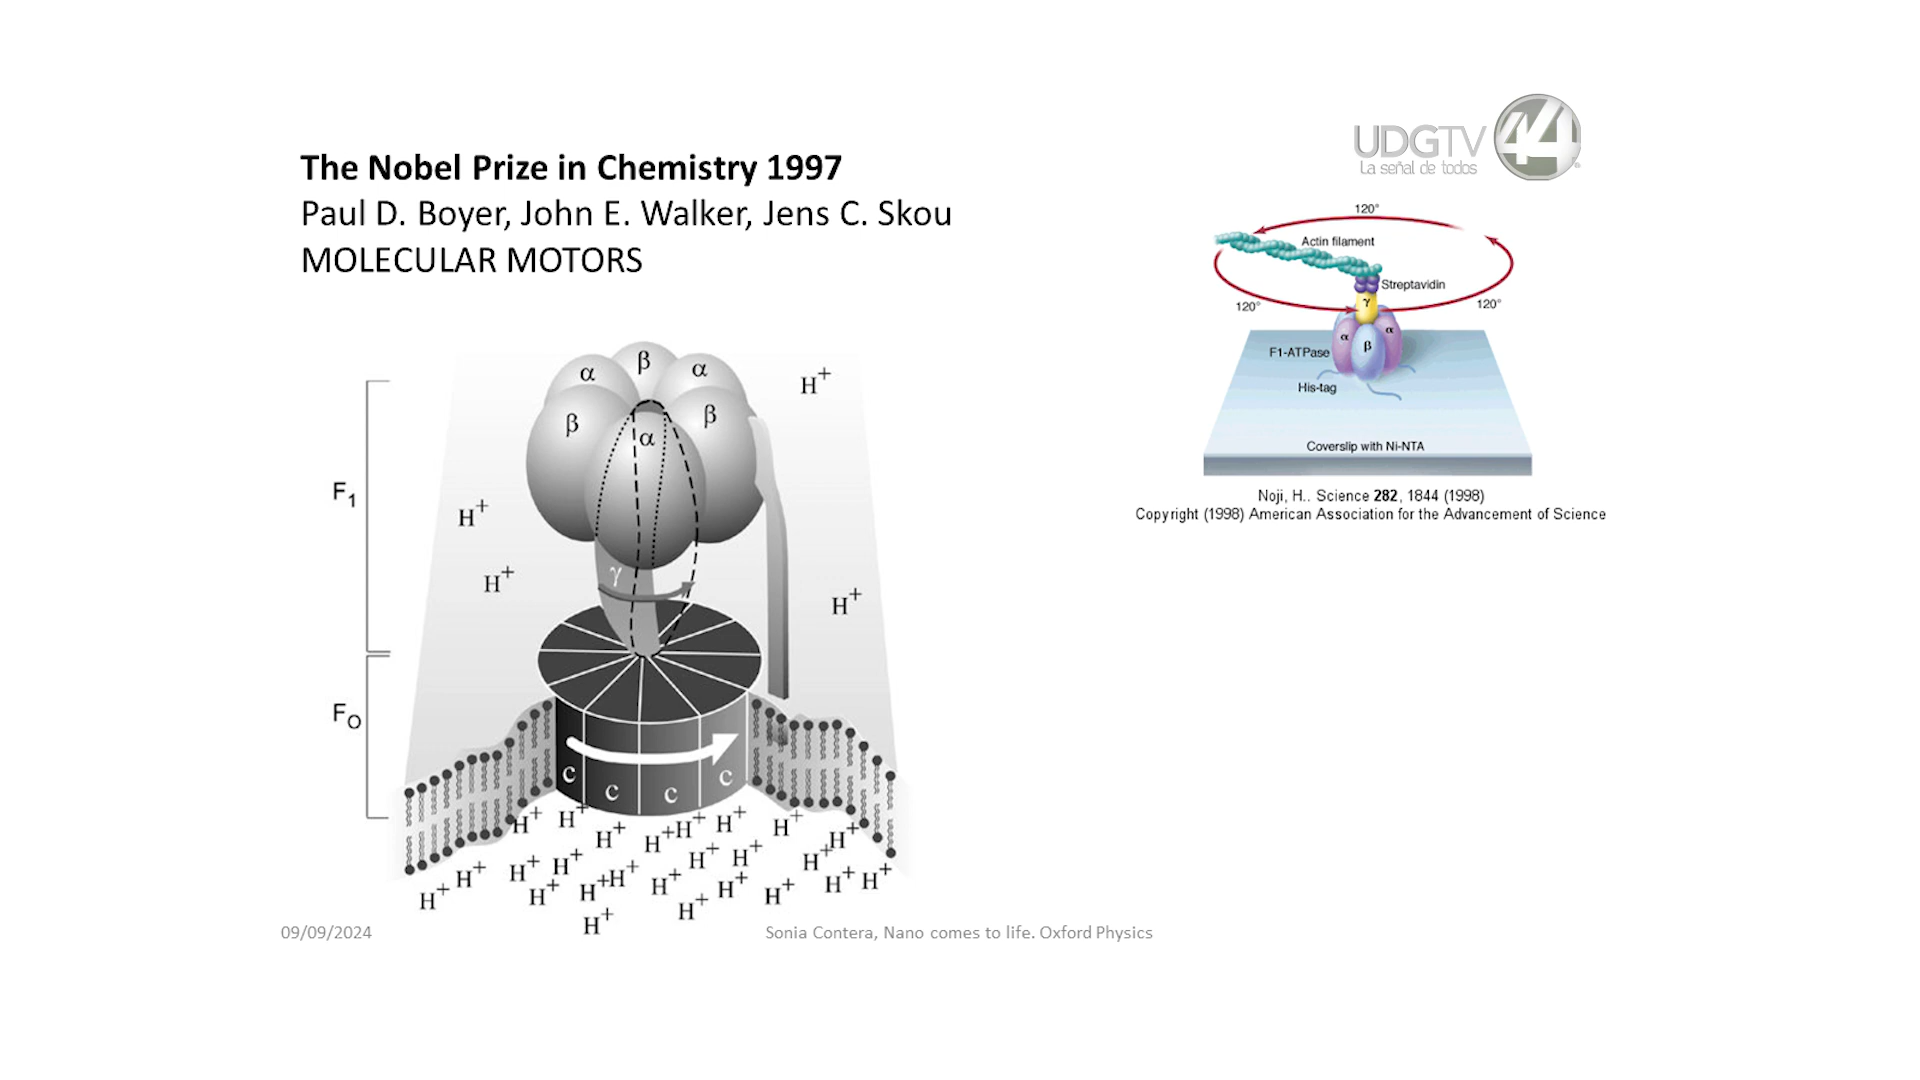 The Nobel Prize in Chemistry 1997
Paul D. Boyer, John E. Walker, Jens C. Skou
MOLECULAR MOTORS
UDGTV 44
La señal de todos
120°
Actin filament
Streptavidin
γ
120°
120°
α
α
β
F1-ATPase
His-tag
Coverslip with Ni-NTA
Noji, H.. Science 282, 1844 (1998)
Copyright (1998) American Association for the Advancement of Science
β
α
α
H+
β
β
α
F1
H+
γ
H+
H+
FO
c
c
c
c
H+ H+ H+ H+ H+ H+ H+ H+
H+ H+ H+ H+ H+ H+
H+ H+ H+ H+ H+ H+ H+ H+ H+ H+
H+ H+
09/09/2024
Sonia Contera, Nano comes to life. Oxford Physics